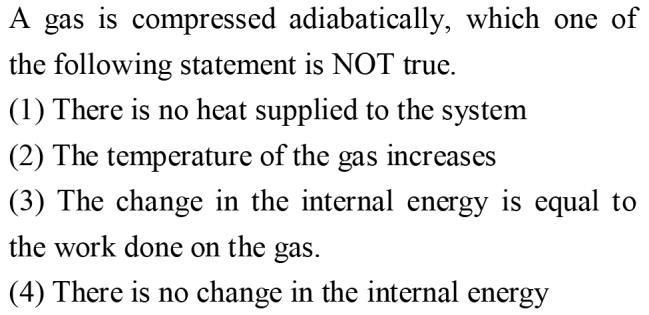 A gas is compressed adiabatically, which one of
the following statement is NOT true.
(1) There is no heat supplied to the system
(2) The temperature of the gas increases
(3) The change in the internal energy is equal to
the work done on the gas.
(4) There is no change in the internal energy